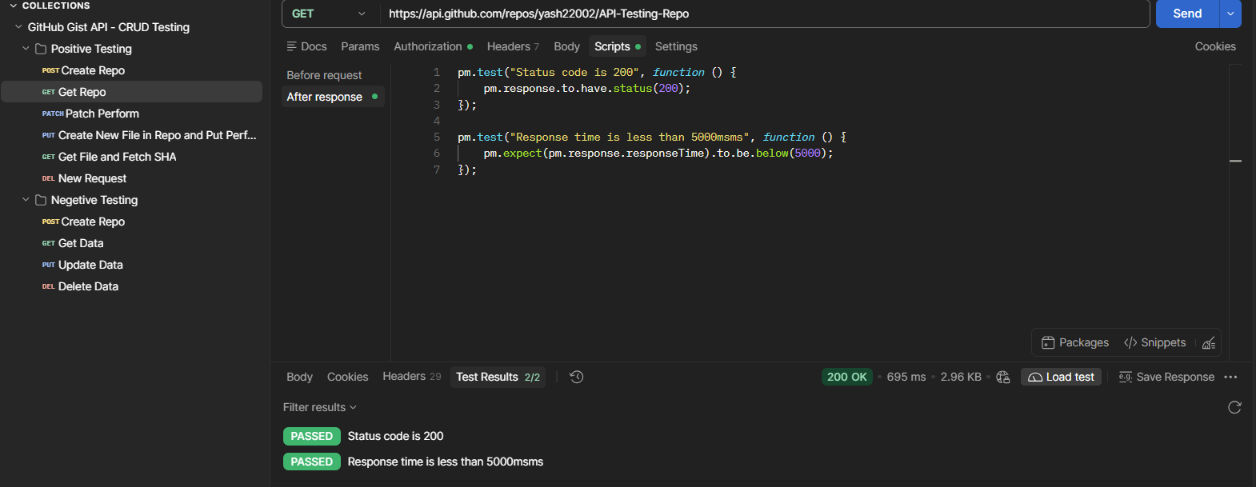 COLLECTIONS
GitHub Gist API - CRUD Testing
Positive Testing
POST Create Repo
GET Get Repo
PATCH Patch Perform
PUT Create New File in Repo and Put Perf...
GET Get File and Fetch SHA
DEL New Request
Negetive Testing
POST Create Repo
GET Get Data
PUT Update Data
DEL Delete Data
GET https://api.github.com/repos/yash22002/API-Testing-Repo Send
Docs Params Authorization Headers 7 Body Scripts Settings Cookies
Before request
After response
1 pm.test("Status code is 200", function () {
2 pm.response.to.have.status(200);
3 });
4
5 pm.test("Response time is less than 5000msms", function () {
6 pm.expect(pm.response.responseTime).to.be.below(5000);
7 });
Packages </> Snippets
Body Cookies Headers 29 Test Results 2/2 200 OK 695 ms 2.96 KB Load test e.g. Save Response
Filter results
PASSED Status code is 200
PASSED Response time is less than 5000msms